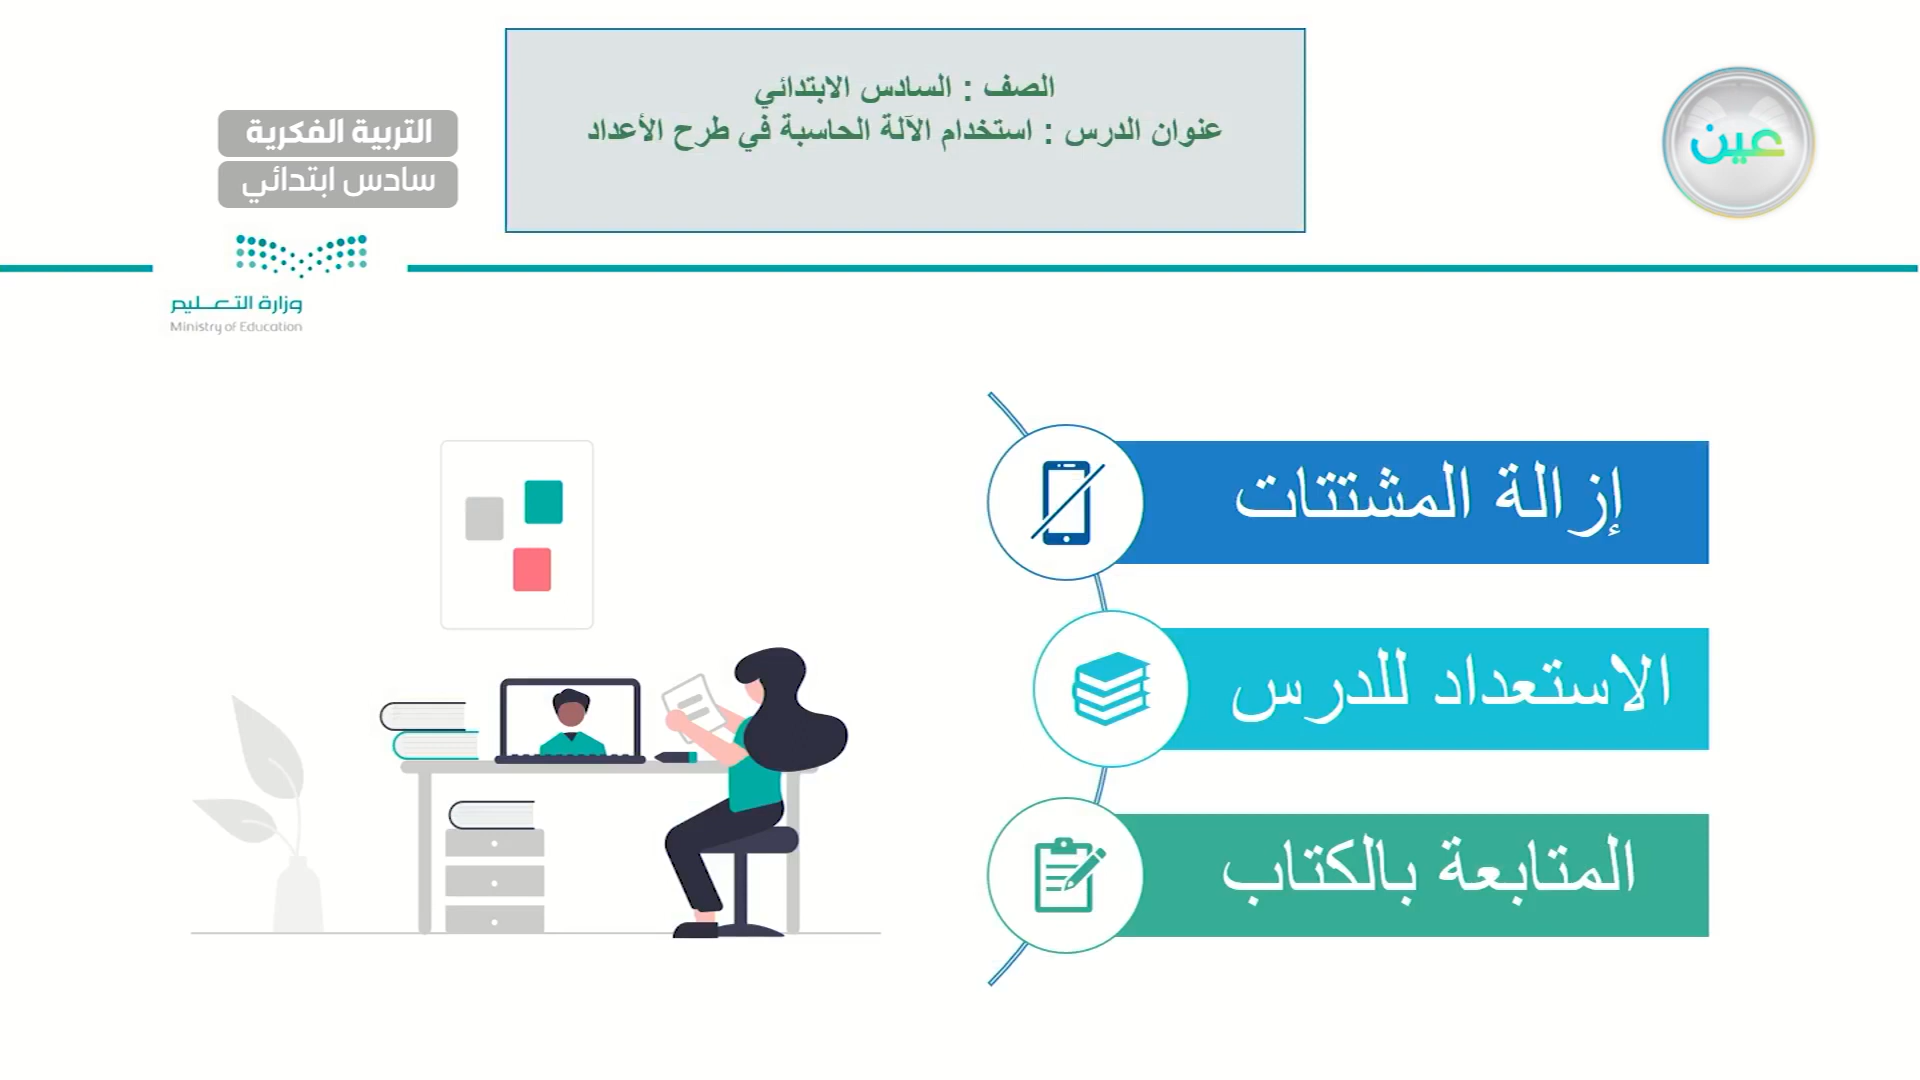 الصف : السادس الابتدائي
عنوان الدرس : استخدام الآلة الحاسبة في طرح الأعداد
عين
التربية الفكرية
سادس ابتدائي
وزارة التعليم
Ministry of Education
إزالة المشتتات
الاستعداد للدرس
المتابعة بالكتاب